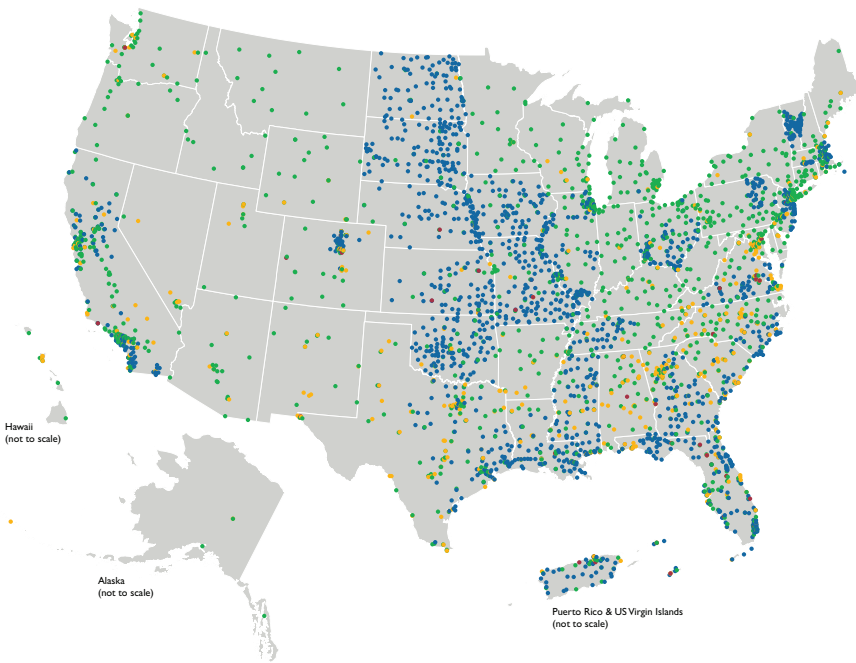 Hawaii
(not to scale)
Alaska
(not to scale)
Puerto Rico & US Virgin Islands
(not to scale)